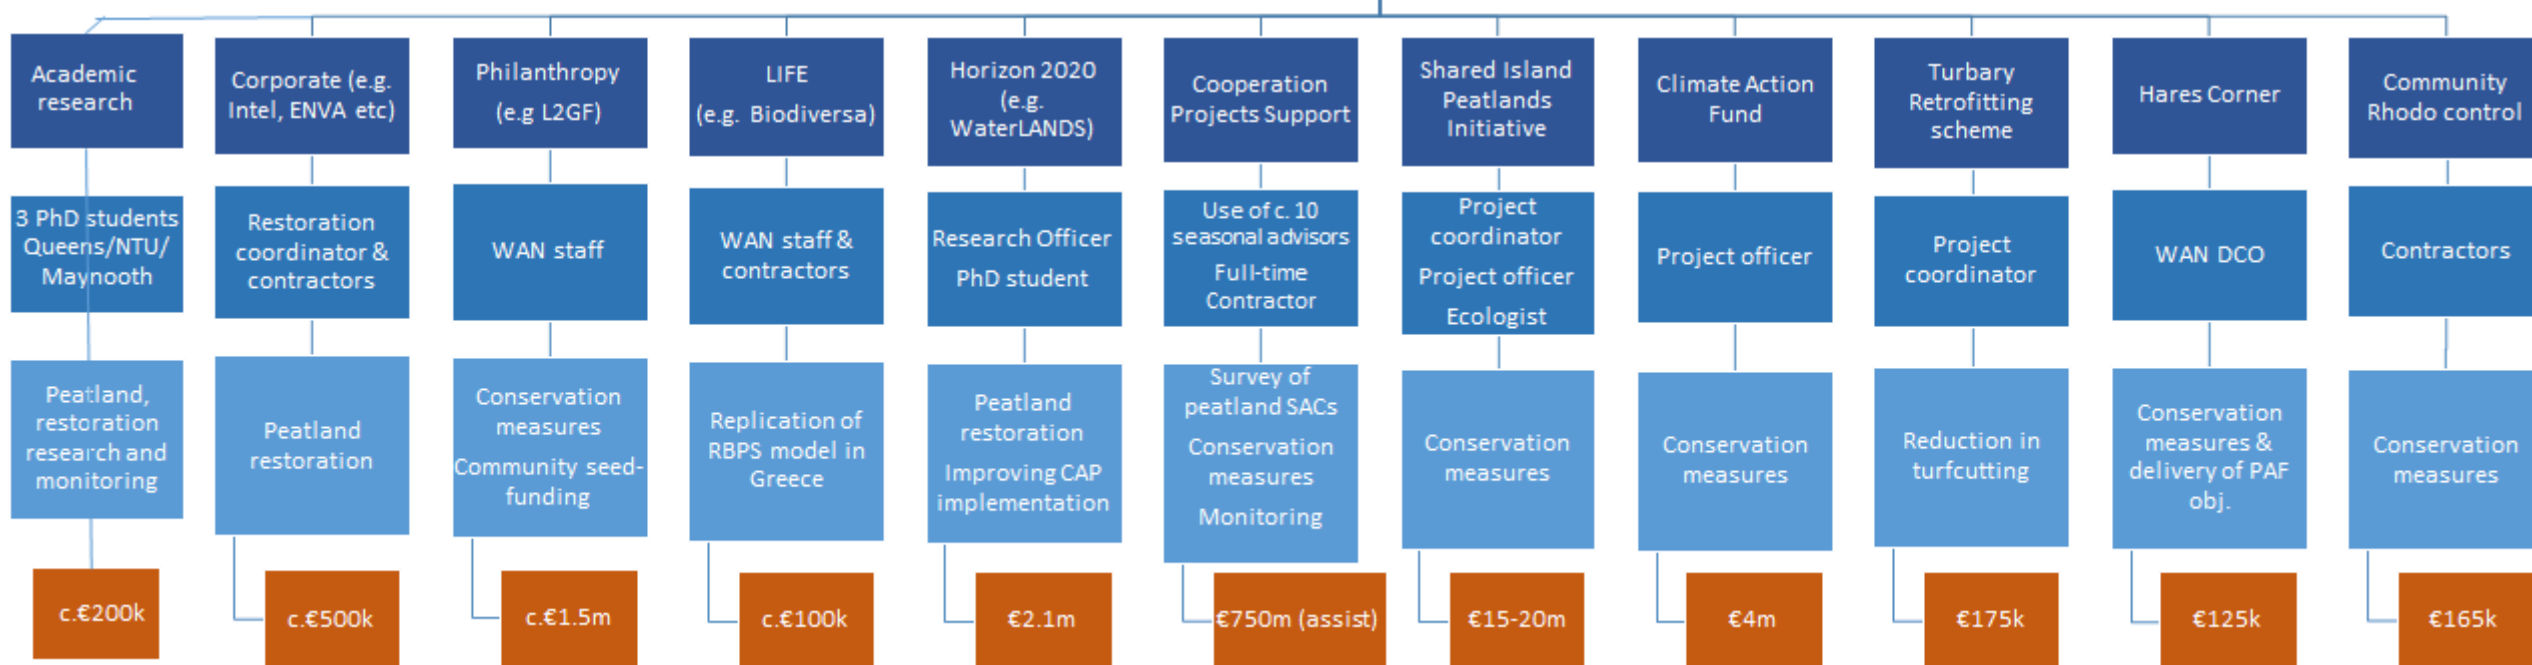 Academic
research
Corporate (e.g.
Intel, ENVA etc)
Philanthropy
(e.g L2GF)
LIFE
(e.g. Biodiversa)
Horizon 2020
(e.g.
WaterLANDS)
Cooperation
Projects Support
Shared Island
Peatlands
Initiative
Climate Action
Fund
Turbary
Retrofitting
scheme
Hares Corner
Community
Rhodo control
3 PhD students
Queens/NTU/
Maynooth
Restoration
coordinator &
contractors
WAN staff
WAN staff &
contractors
Research Officer
PhD student
Use of c. 10
seasonal advisors
Full-time
Contractor
Project
coordinator
Project officer
Ecologist
Project officer
Project
coordinator
WAN DCO
Contractors
Peatland,
restoration
research and
monitoring
Peatland
restoration
Conservation
measures
Community seed-
funding
Replication of
RBPS model in
Greece
Peatland
restoration
Improving CAP
implementation
Survey of
peatland SACs
Conservation
measures
Monitoring
Conservation
measures
Conservation
measures
Reduction in
turfcutting
Conservation
measures &
delivery of PAF
obj.
Conservation
measures
c.€200k
c.€500k
c.€1.5m
c.€100k
€2.1m
€750m (assist)
€15-20m
€4m
€175k
€125k
€165k